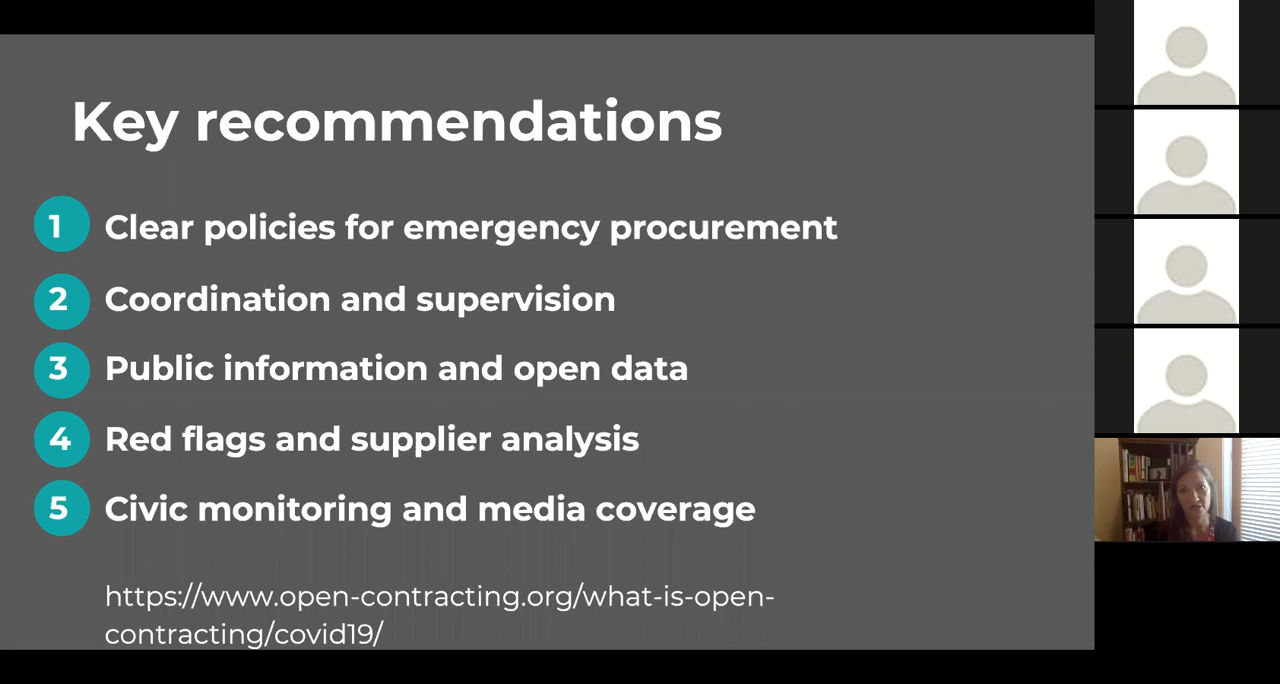 Key recommendations
1 Clear policies for emergency procurement
2 Coordination and supervision
3 Public information and open data
4 Red flags and supplier analysis
5 Civic monitoring and media coverage
https://www.open-contracting.org/what-is-open-
contracting/covid19/